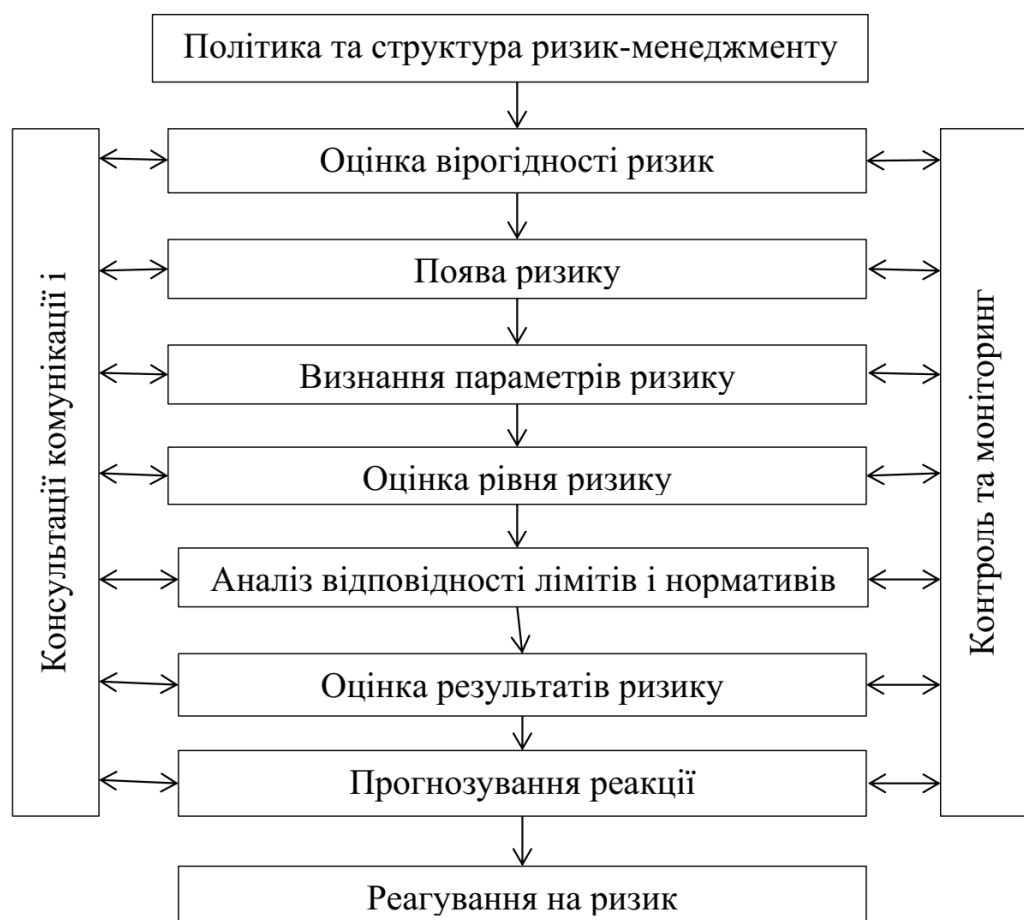 Політика та структура ризик-менеджменту
Оцінка вірогідності ризик
Поява ризику
Визнання параметрів ризику
Оцінка рівня ризику
Аналіз відповідності лімітів і нормативів
Оцінка результатів ризику
Прогнозування реакції
Реагування на ризик
Консультації комунікації і
Контроль та моніторинг